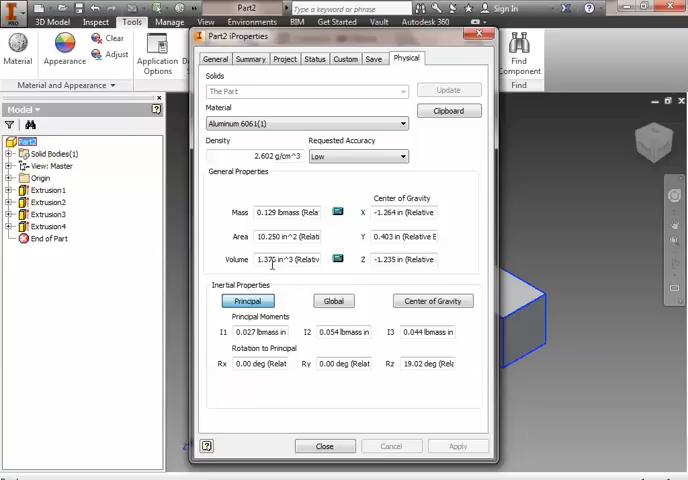 Part2
Type a keyword or phrase
Sign In
PRO
3D Model
Inspect
Tools
Manage
View
Environments
BIM
Get Started
Vault
Autodesk 360
Material
Appearance
Clear
Adjust
Application
Options
Find
Component
Material and Appearance
Find
Model
Part2
Solid Bodies(1)
View: Master
Origin
Extrusion1
Extrusion2
Extrusion3
Extrusion4
End of Part
Part2 iProperties
General
Summary
Project
Status
Custom
Save
Physical
Solids
The Part
Update
Material
Clipboard
Aluminum 6061(1)
Density
Requested Accuracy
2.602 g/cm^3
Low
General Properties
Center of Gravity
Mass
0.129 lbmass (Rela
X
-1.264 in (Relative
Area
10.250 in^2 (Relati
Y
0.403 in (Relative E
Volume
1.375 in^3 (Relativ
Z
-1.235 in (Relative
Inertial Properties
Principal
Global
Center of Gravity
Principal Moments
I1
0.027 lbmass in
I2
0.054 lbmass in
I3
0.044 lbmass in
Rotation to Principal
Rx
0.00 deg (Relat
Ry
0.00 deg (Relat
Rz
19.02 deg (Rela
Close
Cancel
Apply